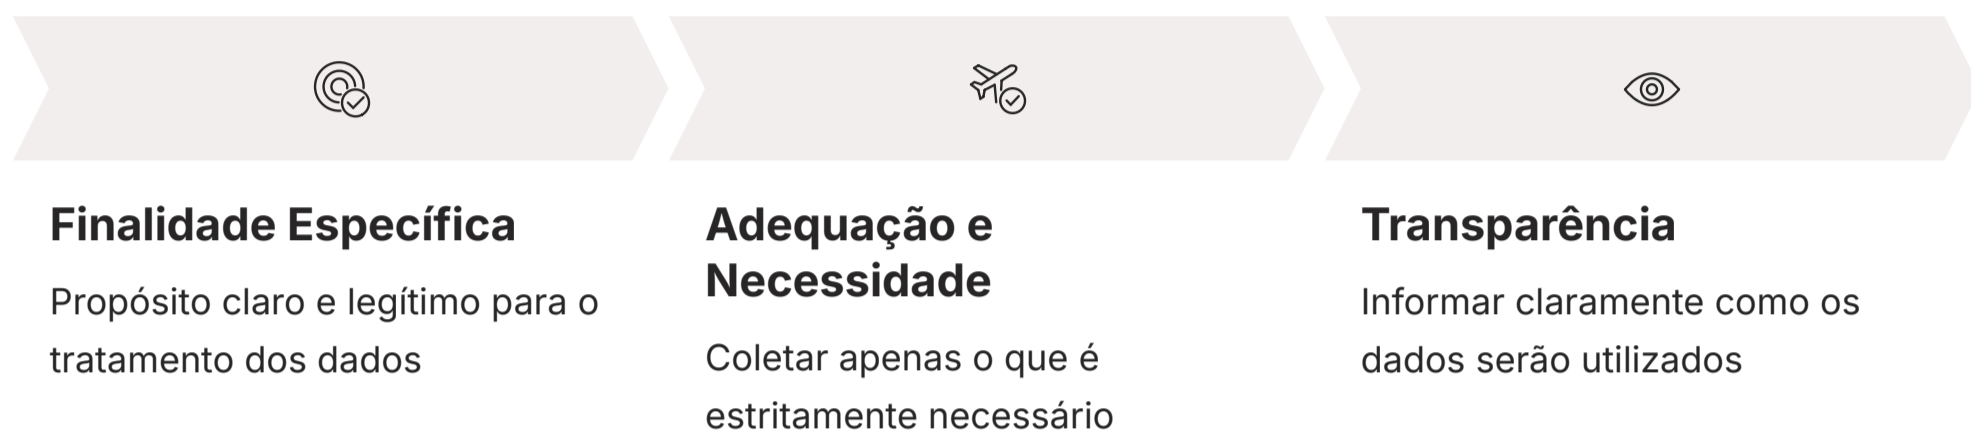 Finalidade Específica
Propósito claro e legítimo para o
tratamento dos dados
Adequação e
Necessidade
Coletar apenas o que é
estritamente necessário
Transparência
Informar claramente como os
dados serão utilizados